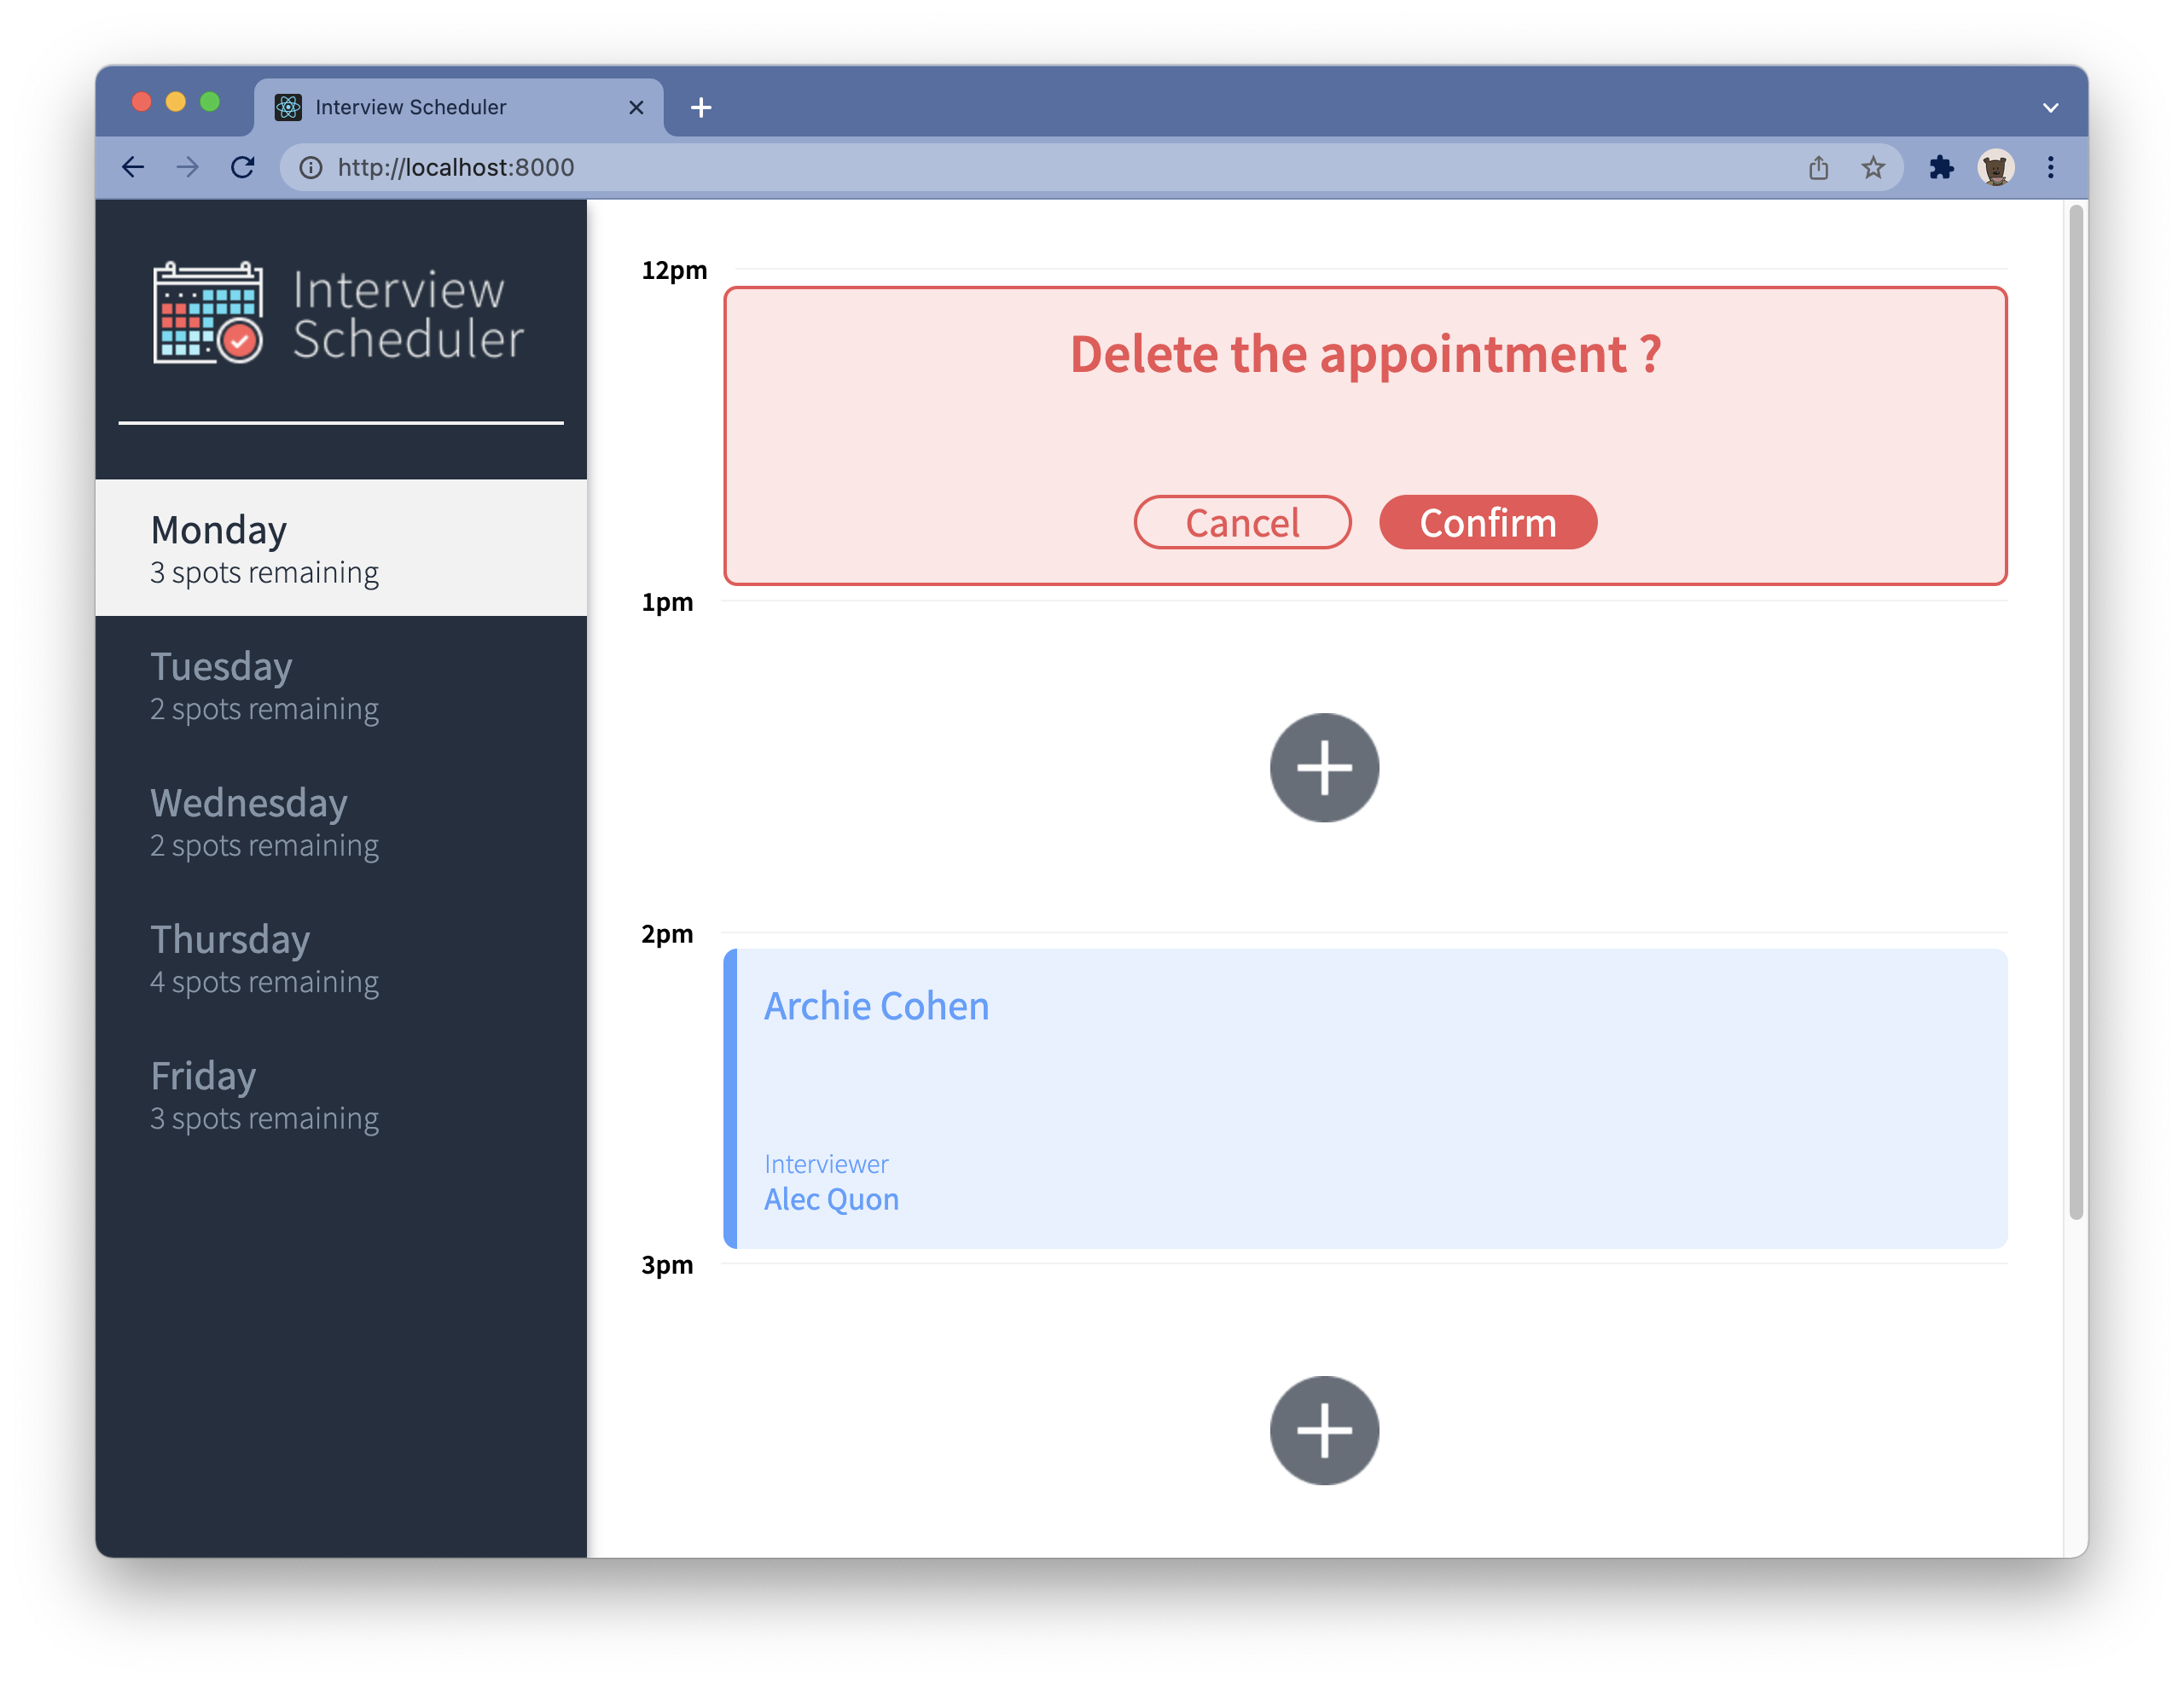 Interview Scheduler
http://localhost:8000
Interview
Scheduler
Monday
3 spots remaining
Tuesday
2 spots remaining
Wednesday
2 spots remaining
Thursday
4 spots remaining
Friday
3 spots remaining
12pm
Delete the appointment ?
Cancel Confirm
1pm
2pm
Archie Cohen
Interviewer
Alec Quon
3pm